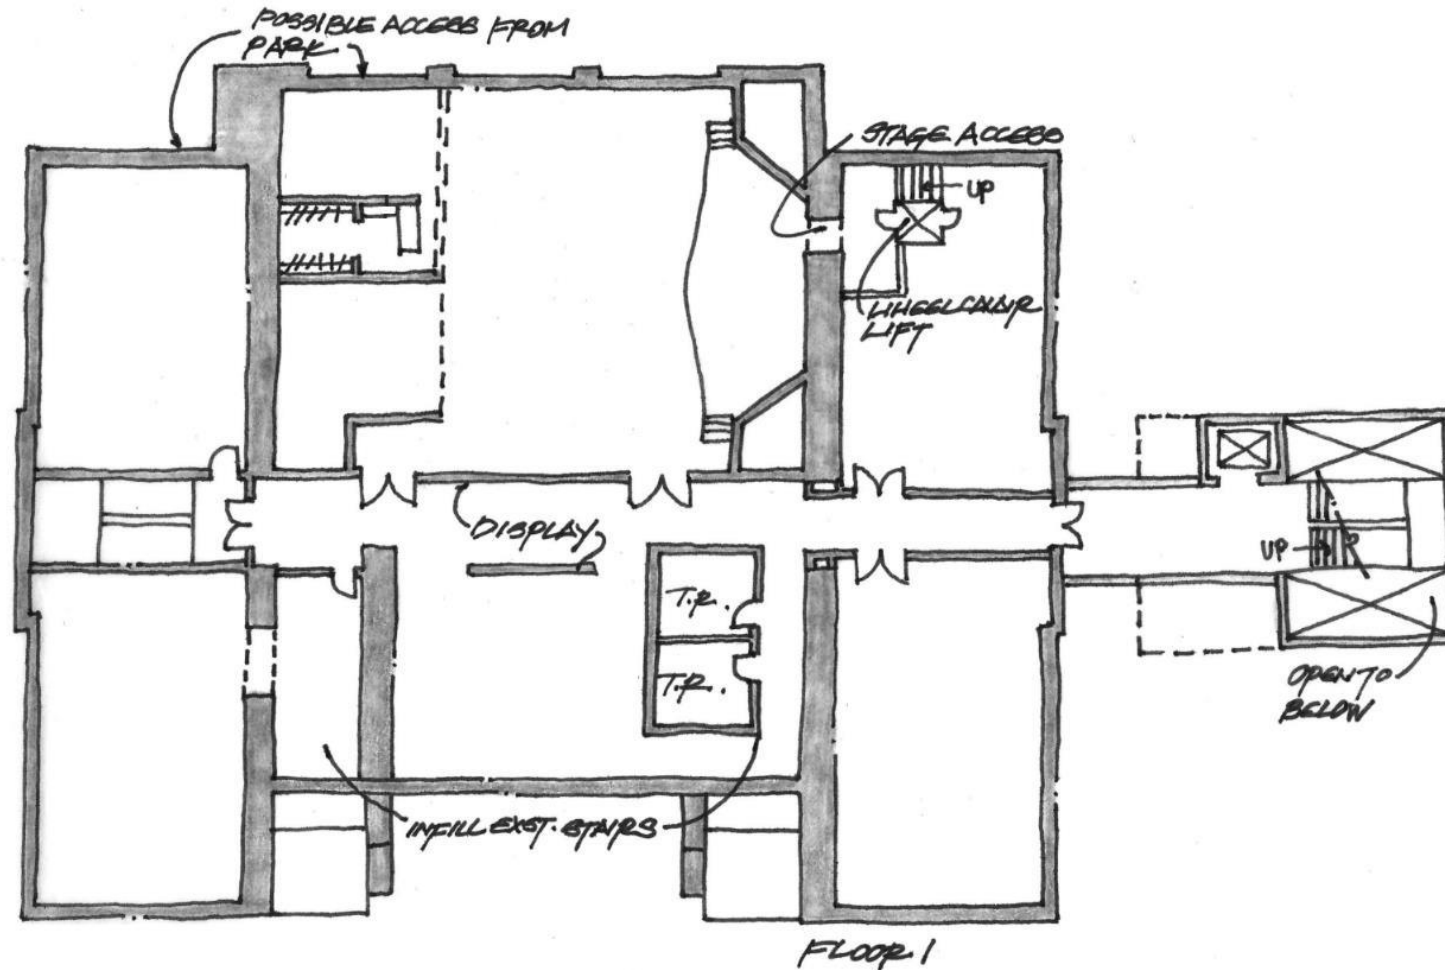 POSSIBLE ACCESS FROM
PARK
STAGE ACCESS
UP
WHEELCHAIR
LIFT
DISPLAY
UP
T.R.
T.R.
OPEN TO
BELOW
INFILL EXST. STAIRS
FLOOR 1